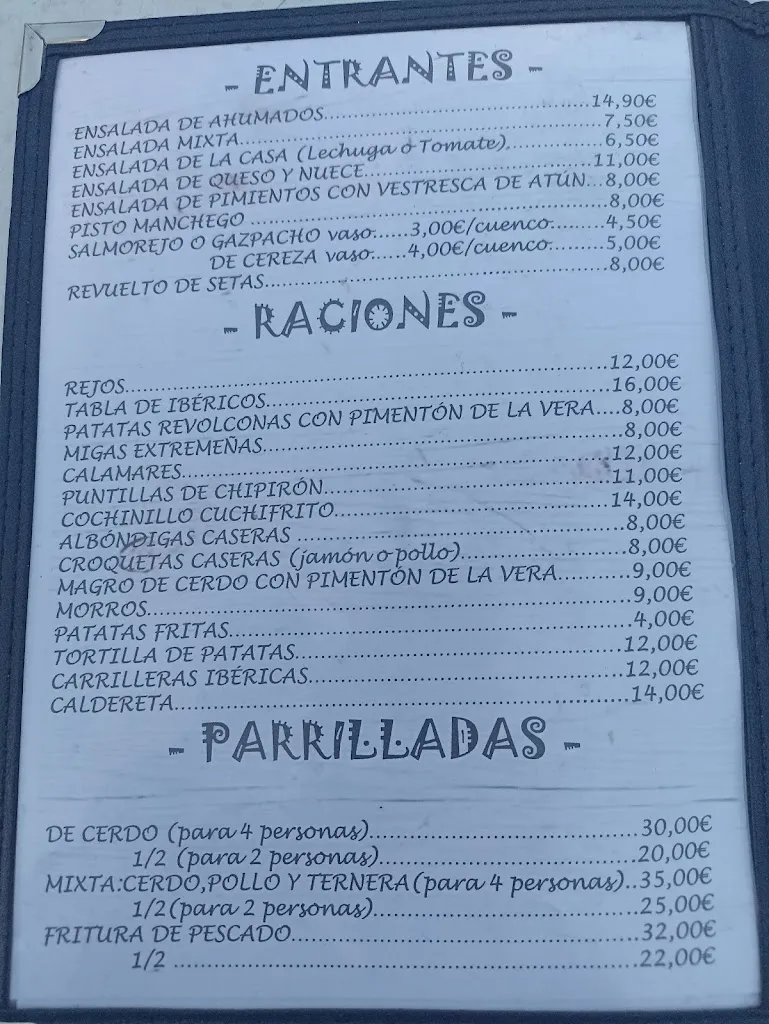 - ENTRANTES -
ENSALADA DE AHUMADOS......14,90€
ENSALADA MIXTA......7,50€
ENSALADA DE LA CASA (Lechuga o Tomate)......6,50€
ENSALADA DE QUESO Y NUECE......11,00€
ENSALADA DE PIMIENTOS CON VESTRESCA DE ATÚN...8,00€
PISTO MANCHEGO......8,00€
SALMOREJO O GAZPACHO vaso......3,00€/cuenco......4,50€
DE CEREZA vaso......4,00€/cuenco......5,00€
REVUELTO DE SETAS......8,00€
- RACIONES -
REJOS......12,00€
TABLA DE IBÉRICOS......16,00€
PATATAS REVOLCONAS CON PIMENTÓN DE LA VERA....8,00€
MIGAS EXTREMEÑAS......8,00€
CALAMARES......12,00€
PUNTILLAS DE CHIPIRÓN......11,00€
COCHINILLO CUCHIFRITO......14,00€
ALBÓNDIGAS CASERAS......8,00€
CROQUETAS CASERAS (jamón o pollo)......8,00€
MAGRO DE CERDO CON PIMENTÓN DE LA VERA......9,00€
MORROS......9,00€
PATATAS FRITAS......4,00€
TORTILLA DE PATATAS......12,00€
CARRILLERAS IBÉRICAS......12,00€
CALDERETA......14,00€
- PARRILLADAS -
DE CERDO (para 4 personas)......30,00€
1/2 (para 2 personas)......20,00€
MIXTA:CERDO,POLLO Y TERNERA(para 4 personas)..35,00€
1/2(para 2 personas)......25,00€
FRITURA DE PESCADO......32,00€
1/2 ......22,00€